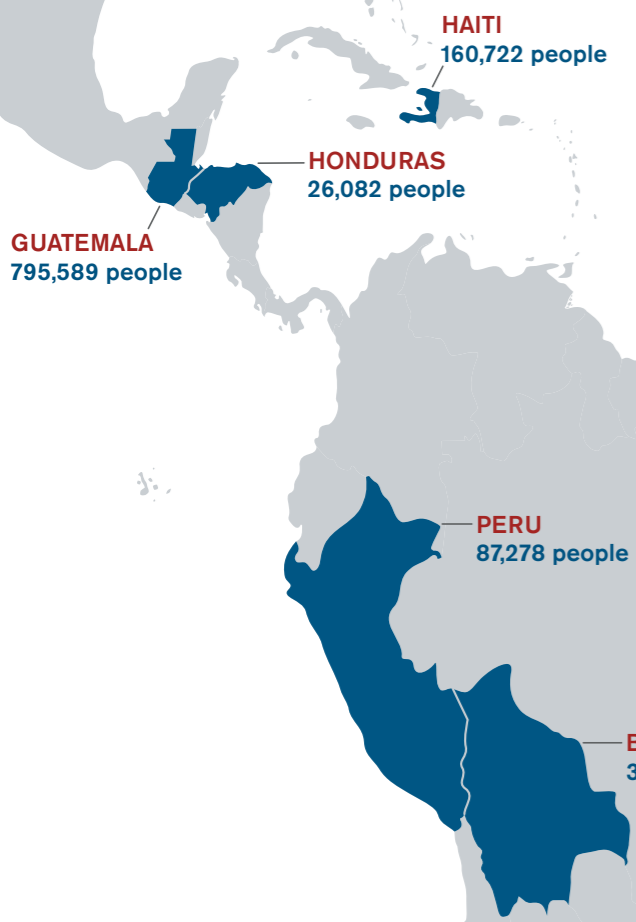 HAITI
160,722 people
HONDURAS
26,082 people
GUATEMALA
795,589 people
PERU
87,278 people